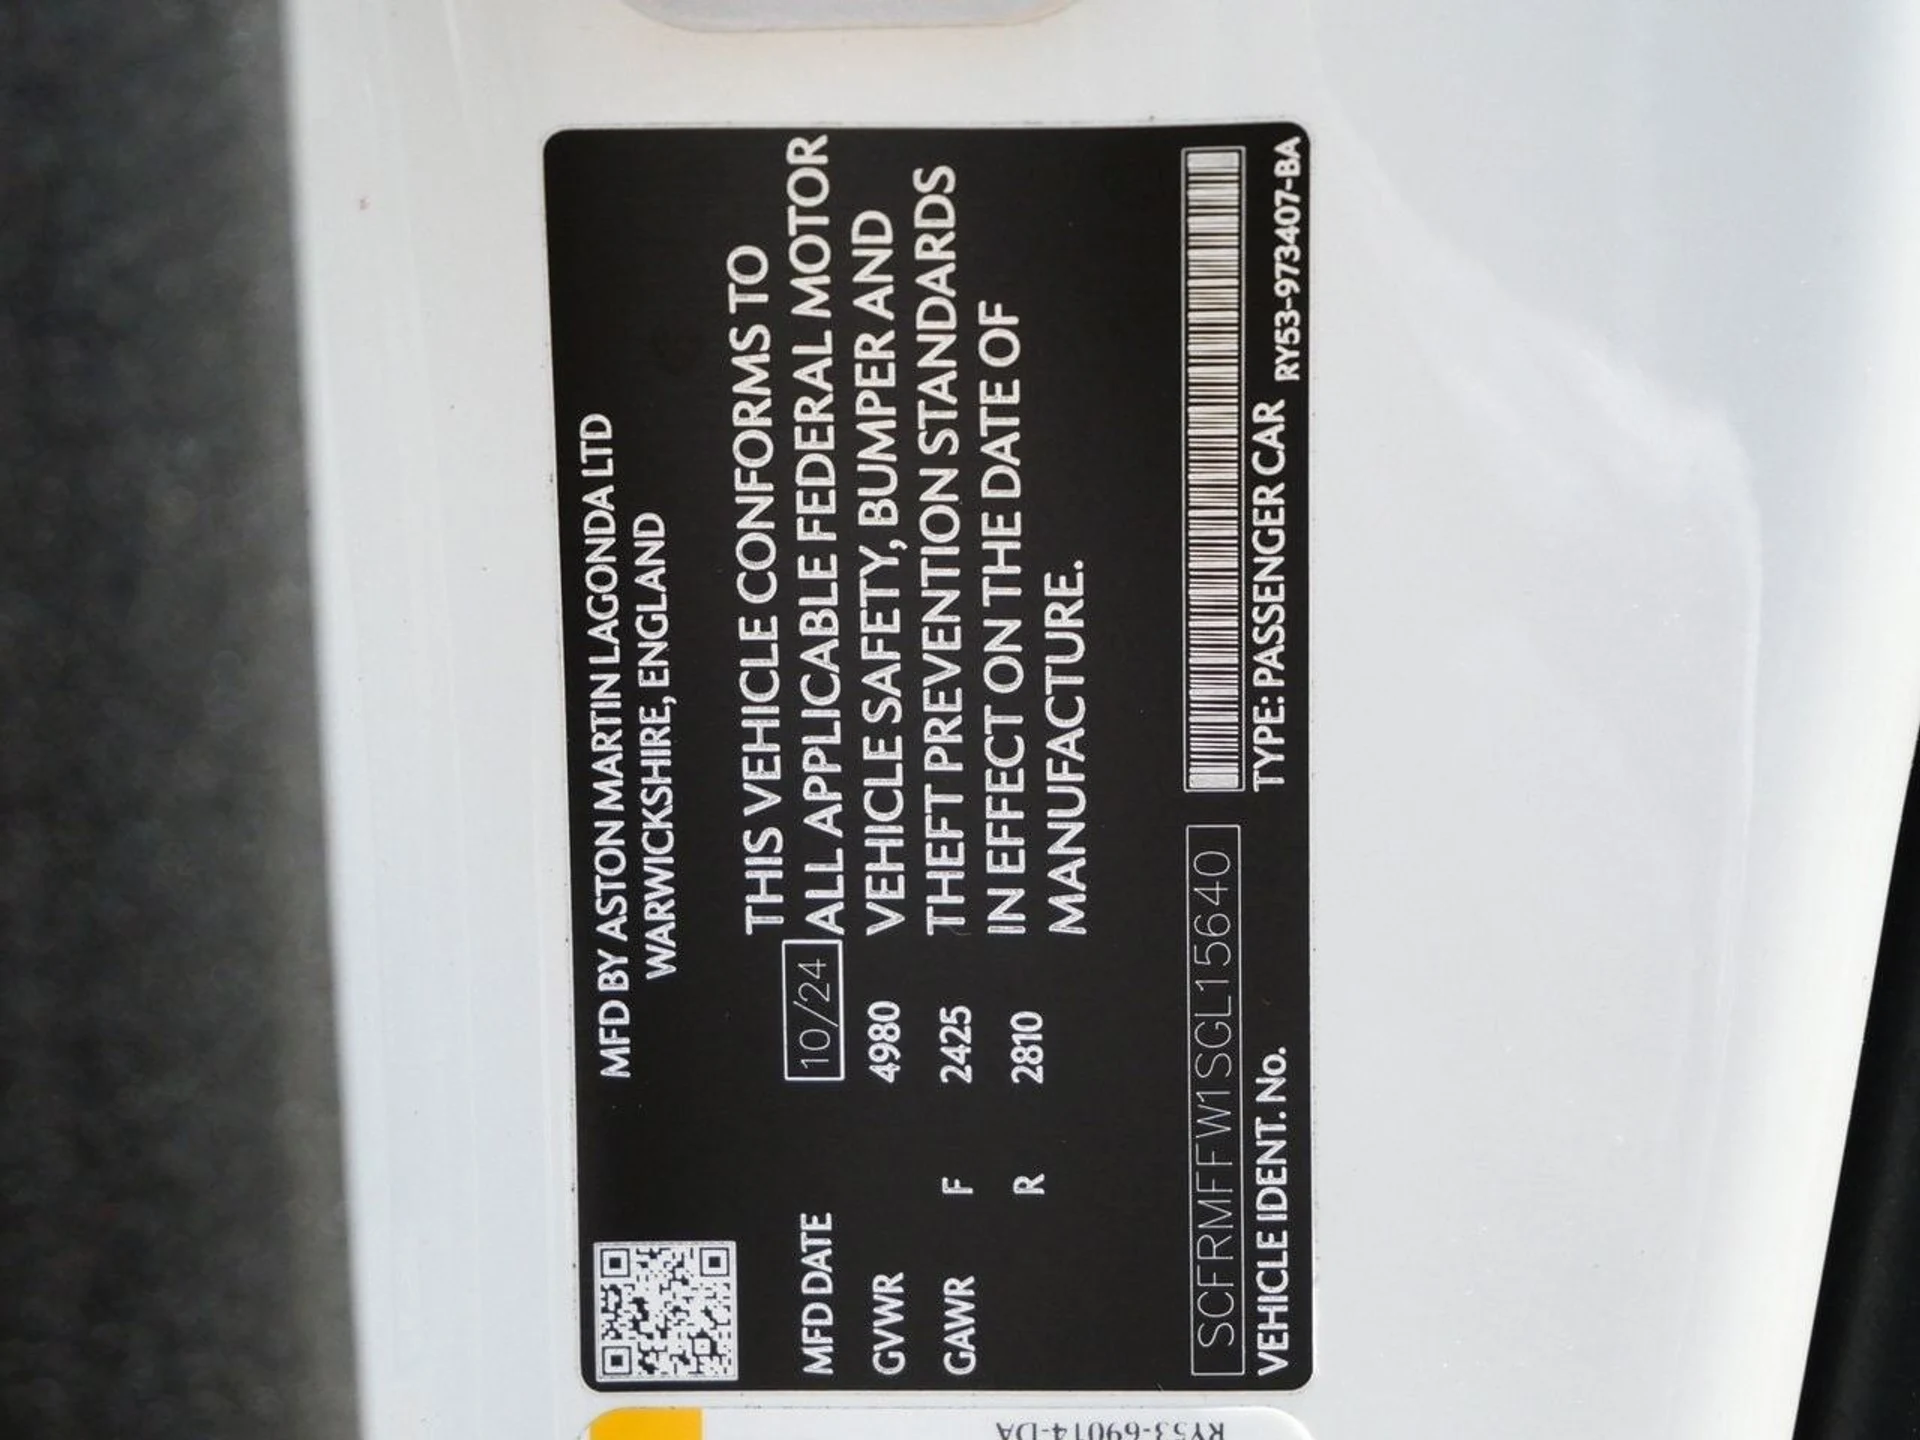 MFD BY ASTON MARTIN LAGONDA LTD
WARWICKSHIRE, ENGLAND
MFD DATE 10/24
GVWR 4980
GAWR F 2425
R 2810
THIS VEHICLE CONFORMS TO
ALL APPLICABLE FEDERAL MOTOR
VEHICLE SAFETY, BUMPER AND
THEFT PREVENTION STANDARDS
IN EFFECT ON THE DATE OF
MANUFACTURE.
SCFRMFFW1SGL15640
VEHICLE IDENT. No.
TYPE: PASSENGER CAR RY53-973407-BA
RY53-69014-DA